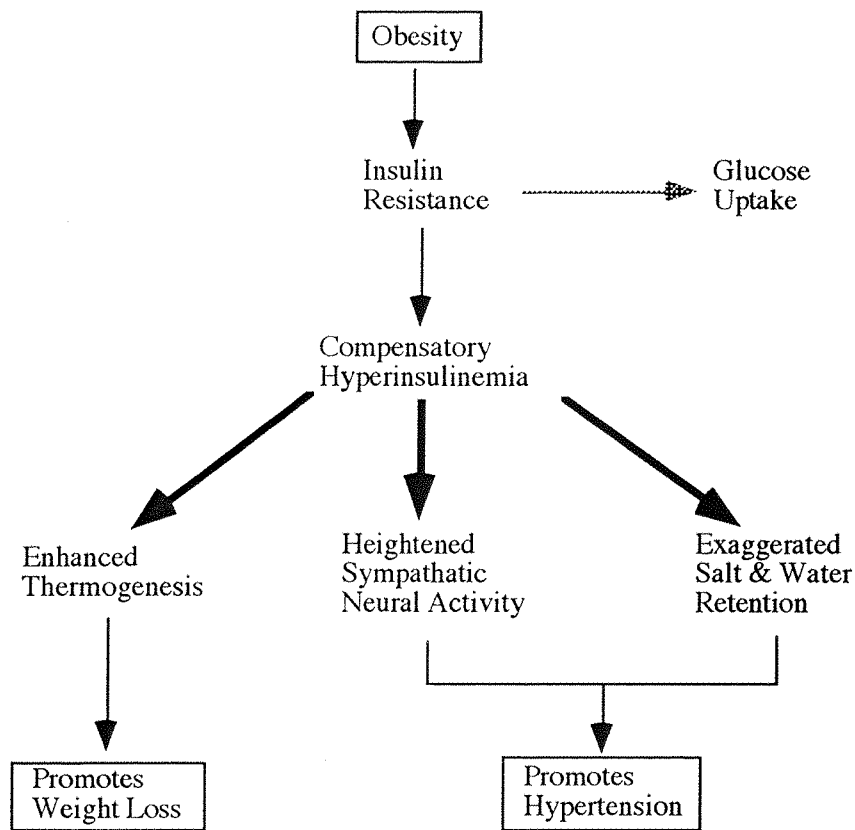 Obesity
Insulin
Resistance
Glucose
Uptake
Compensatory
Hyperinsulinemia
Enhanced
Thermogenesis
Heightened
Sympathatic
Neural Activity
Exaggerated
Salt & Water
Retention
Promotes
Weight Loss
Promotes
Hypertension